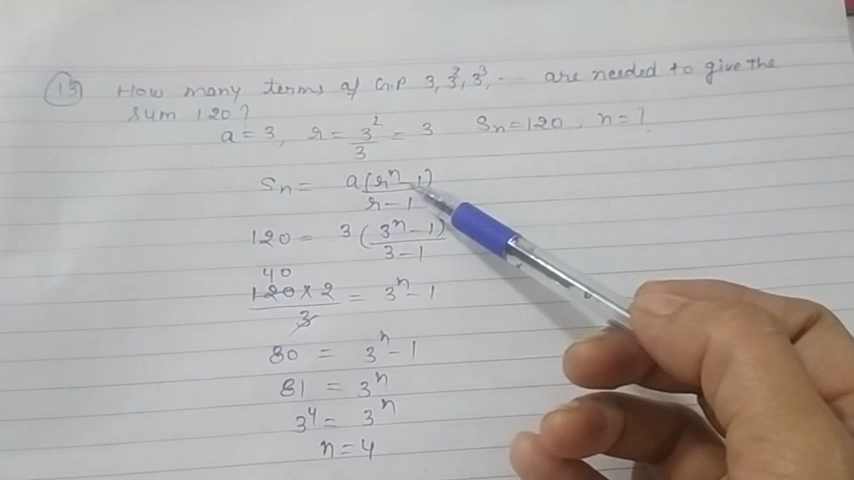 (13) How many terms of G.P 3, 3², 3³, --- are needed to give the
sum 120?
a = 3, r = 3²/3 = 3 Sn = 120, n = ?
Sn = a(rⁿ-1)/r-1
120 = 3(3ⁿ-1)/3-1
40
120×2/3 = 3ⁿ-1
80 = 3ⁿ-1
81 = 3ⁿ
3⁴ = 3ⁿ
n = 4